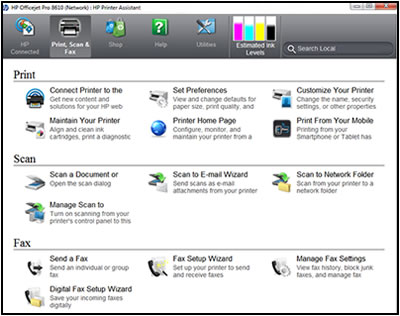 HP Officejet Pro 8610 (Network) : HP Printer Assistant
HP Connected
Print, Scan & Fax
Shop
Help
Utilities
Estimated Ink Levels
Search Local
Print
Connect Printer to the
Get new content and
solutions for your HP web
Set Preferences
View and change defaults for
paper size, print quality, and
Customize Your Printer
Change the name, security
settings, or other properties
Maintain Your Printer
Align and clean ink
cartridges, print a diagnostic
Printer Home Page
Configure, monitor, and
maintain your printer from a
Print From Your Mobile
Printing from your
Smartphone or Tablet has
Scan
Scan a Document or
Open the scan dialog
Scan to E-mail Wizard
Send scans as e-mail
attachments from your printer
Scan to Network Folder
Scan from your printer to a
network folder
Manage Scan to
Turn on scanning from your
printer's control panel to this
Fax
Send a Fax
Send an individual or group
fax
Fax Setup Wizard
Set up your printer to send
and receive faxes
Manage Fax Settings
View fax history, block junk
faxes, and manage fax
Digital Fax Setup Wizard
Save your incoming faxes
digitally